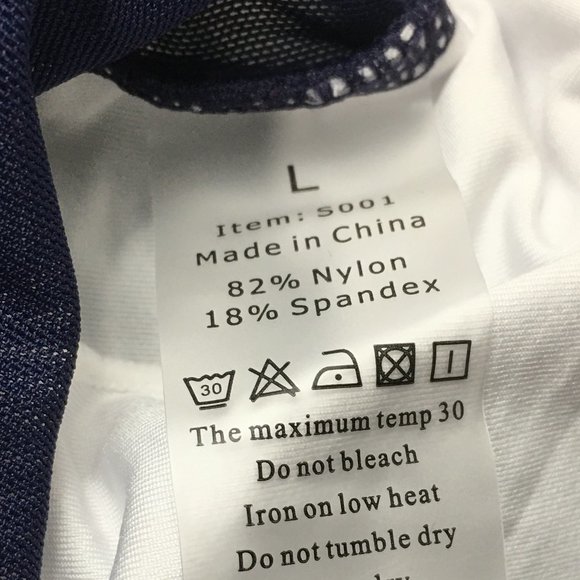 L
Item: S001
Made in China
82% Nylon
18% Spandex
30
The maximum temp 30
Do not bleach
Iron on low heat
Do not tumble dry